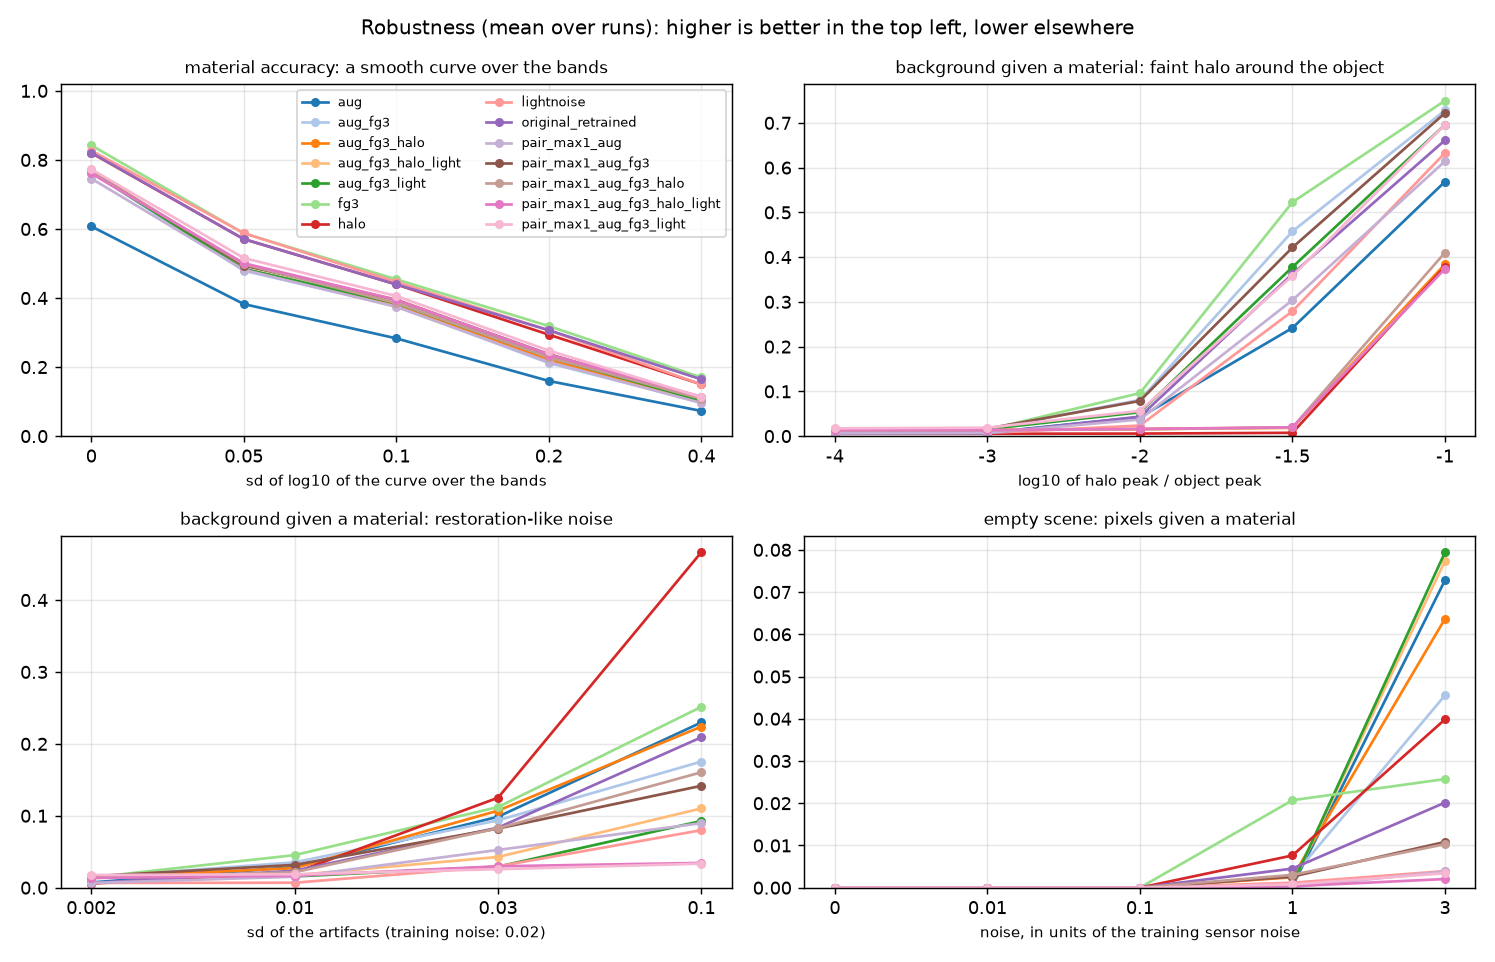 Robustness (mean over runs): higher is better in the top left, lower elsewhere
material accuracy: a smooth curve over the bands
1.0
0.8
0.6
0.4
0.2
0.0
0
0.05
0.1
0.2
0.4
sd of log10 of the curve over the bands
aug
aug_fg3
aug_fg3_halo
aug_fg3_halo_light
aug_fg3_light
fg3
halo
lightnoise
original_retrained
pair_max1_aug
pair_max1_aug_fg3
pair_max1_aug_fg3_halo
pair_max1_aug_fg3_halo_light
pair_max1_aug_fg3_light
background given a material: faint halo around the object
0.7
0.6
0.5
0.4
0.3
0.2
0.1
0.0
-4
-3
-2
-1.5
-1
log10 of halo peak / object peak
background given a material: restoration-like noise
0.4
0.3
0.2
0.1
0.0
0.002
0.01
0.03
0.1
sd of the artifacts (training noise: 0.02)
empty scene: pixels given a material
0.08
0.07
0.06
0.05
0.04
0.03
0.02
0.01
0.00
0
0.01
0.1
1
3
noise, in units of the training sensor noise